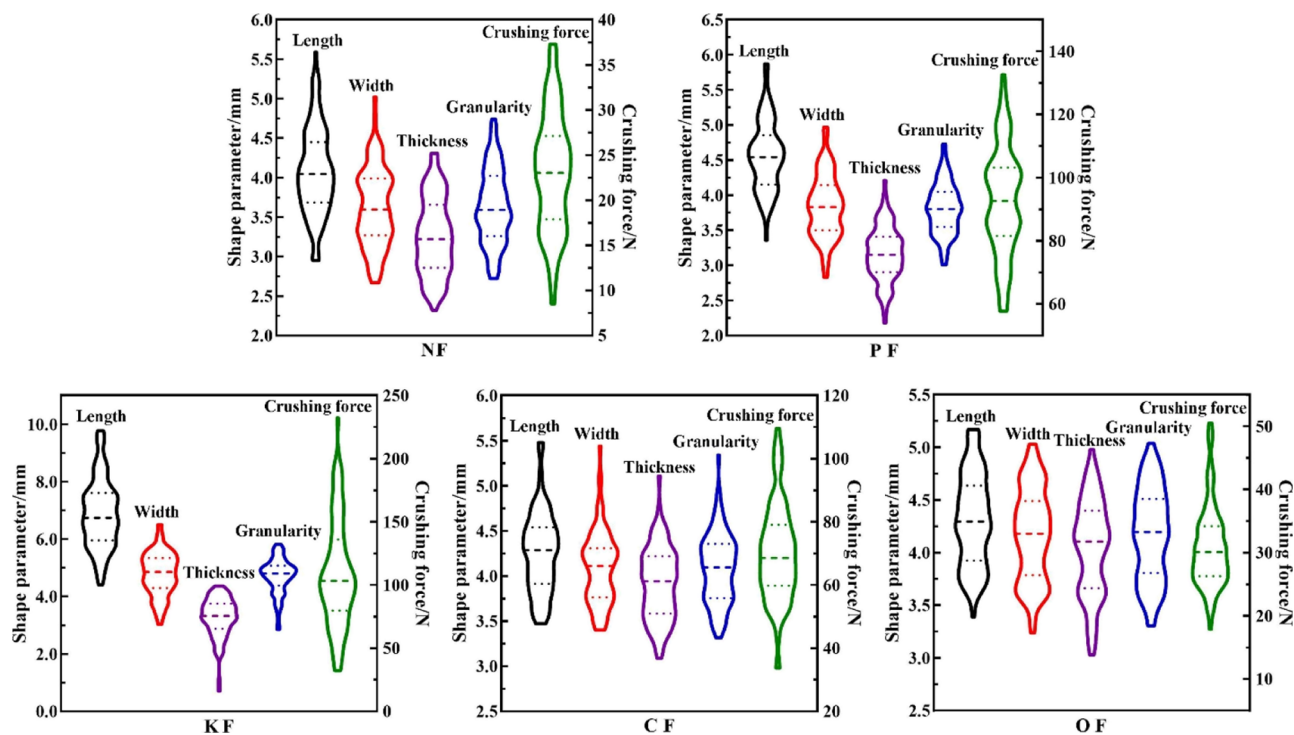 6.0
5.5
5.0
4.5
4.0
3.5
3.0
2.5
2.0
Shape parameter/mm
Length
Width
Thickness
Granularity
Crushing force
40
35
30
25
20
15
10
5
Crushing force/N
NF
6.5
6.0
5.5
5.0
4.5
4.0
3.5
3.0
2.5
2.0
Shape parameter/mm
Length
Width
Thickness
Granularity
Crushing force
140
120
100
80
60
Crushing force/N
P F
10.0
8.0
6.0
4.0
2.0
0.0
Shape parameter/mm
Length
Width
Thickness
Granularity
Crushing force
250
200
150
100
50
0
Crushing force/N
K F
6.0
5.5
5.0
4.5
4.0
3.5
3.0
2.5
Shape parameter/mm
Length
Width
Thickness
Granularity
Crushing force
120
100
80
60
40
20
Crushing force/N
C F
5.5
5.0
4.5
4.0
3.5
3.0
2.5
Shape parameter/mm
Length
Width
Thickness
Granularity
Crushing force
50
40
30
20
10
Crushing force/N
O F